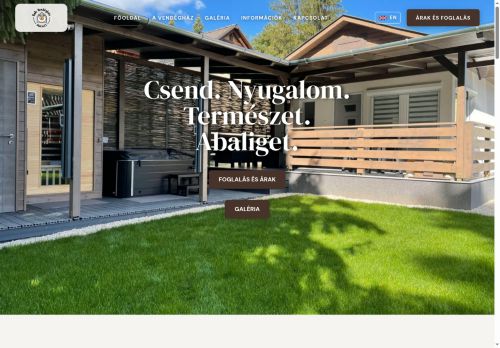 FŐOLDAL
A VENDÉGHÁZ
GALÉRIA
INFORMÁCIÓK
KAPCSOLAT
EN
ÁRAK ÉS FOGLALÁS
Csend. Nyugalom.
Természet.
Abaliget.
FOGLALÁS ÉS ÁRAK
GALÉRIA